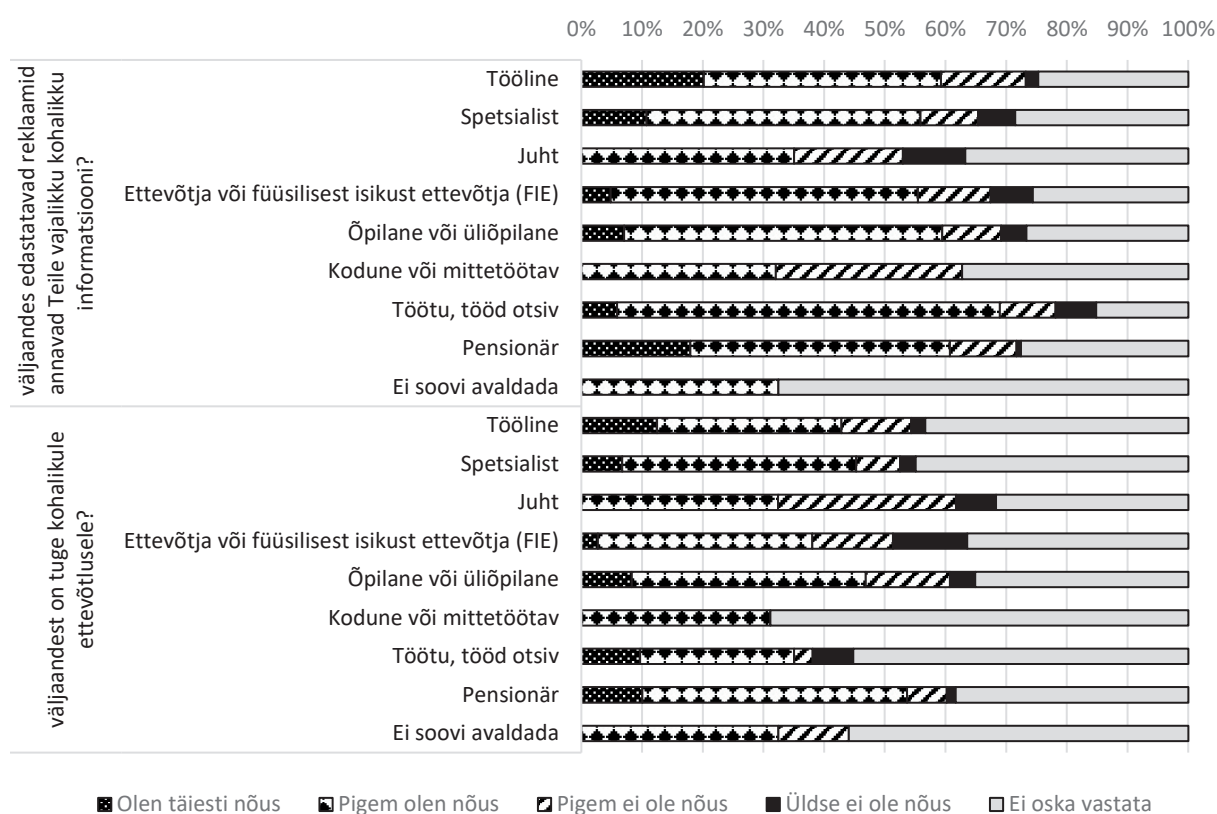 0% 10% 20% 30% 40% 50% 60% 70% 80% 90% 100%
väljaandes edastatavad reklaamid
annavad Teile vajalikku kohalikku
informatsiooni?
Tööline
Spetsialist
Juht
Ettevõtja või füüsilisest isikust ettevõtja (FIE)
Õpilane või üliõpilane
Kodune või mittetöötav
Töötu, tööd otsiv
Pensionär
Ei soovi avaldada
väljaandest on tuge kohalikule
ettevõtlusele?
Tööline
Spetsialist
Juht
Ettevõtja või füüsilisest isikust ettevõtja (FIE)
Õpilane või üliõpilane
Kodune või mittetöötav
Töötu, tööd otsiv
Pensionär
Ei soovi avaldada
Olen täiesti nõus Pigem olen nõus Pigem ei ole nõus Üldse ei ole nõus Ei oska vastata